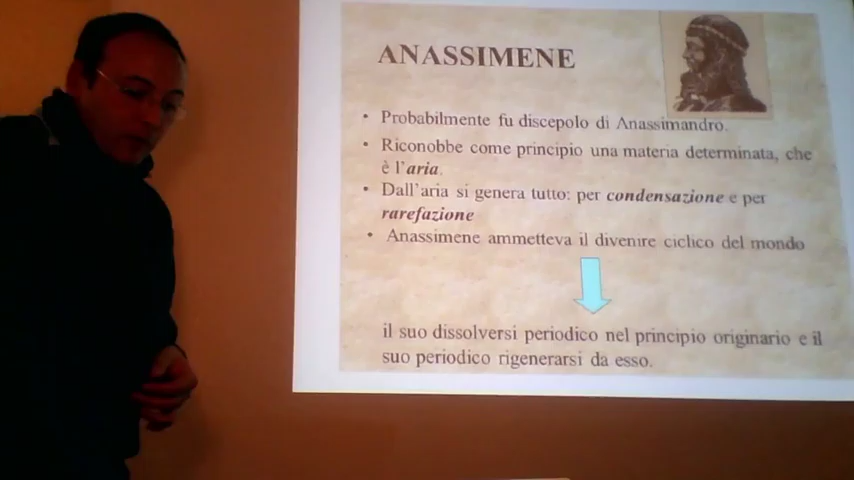 ANASSIMENE
• Probabilmente fu discepolo di Anassimandro.
• Riconobbe come principio una materia determinata, che
è l'aria.
• Dall'aria si genera tutto: per condensazione e per
rarefazione
• Anassimene ammetteva il divenire ciclico del mondo
il suo dissolversi periodico nel principio originario e il
suo periodico rigenerarsi da esso.